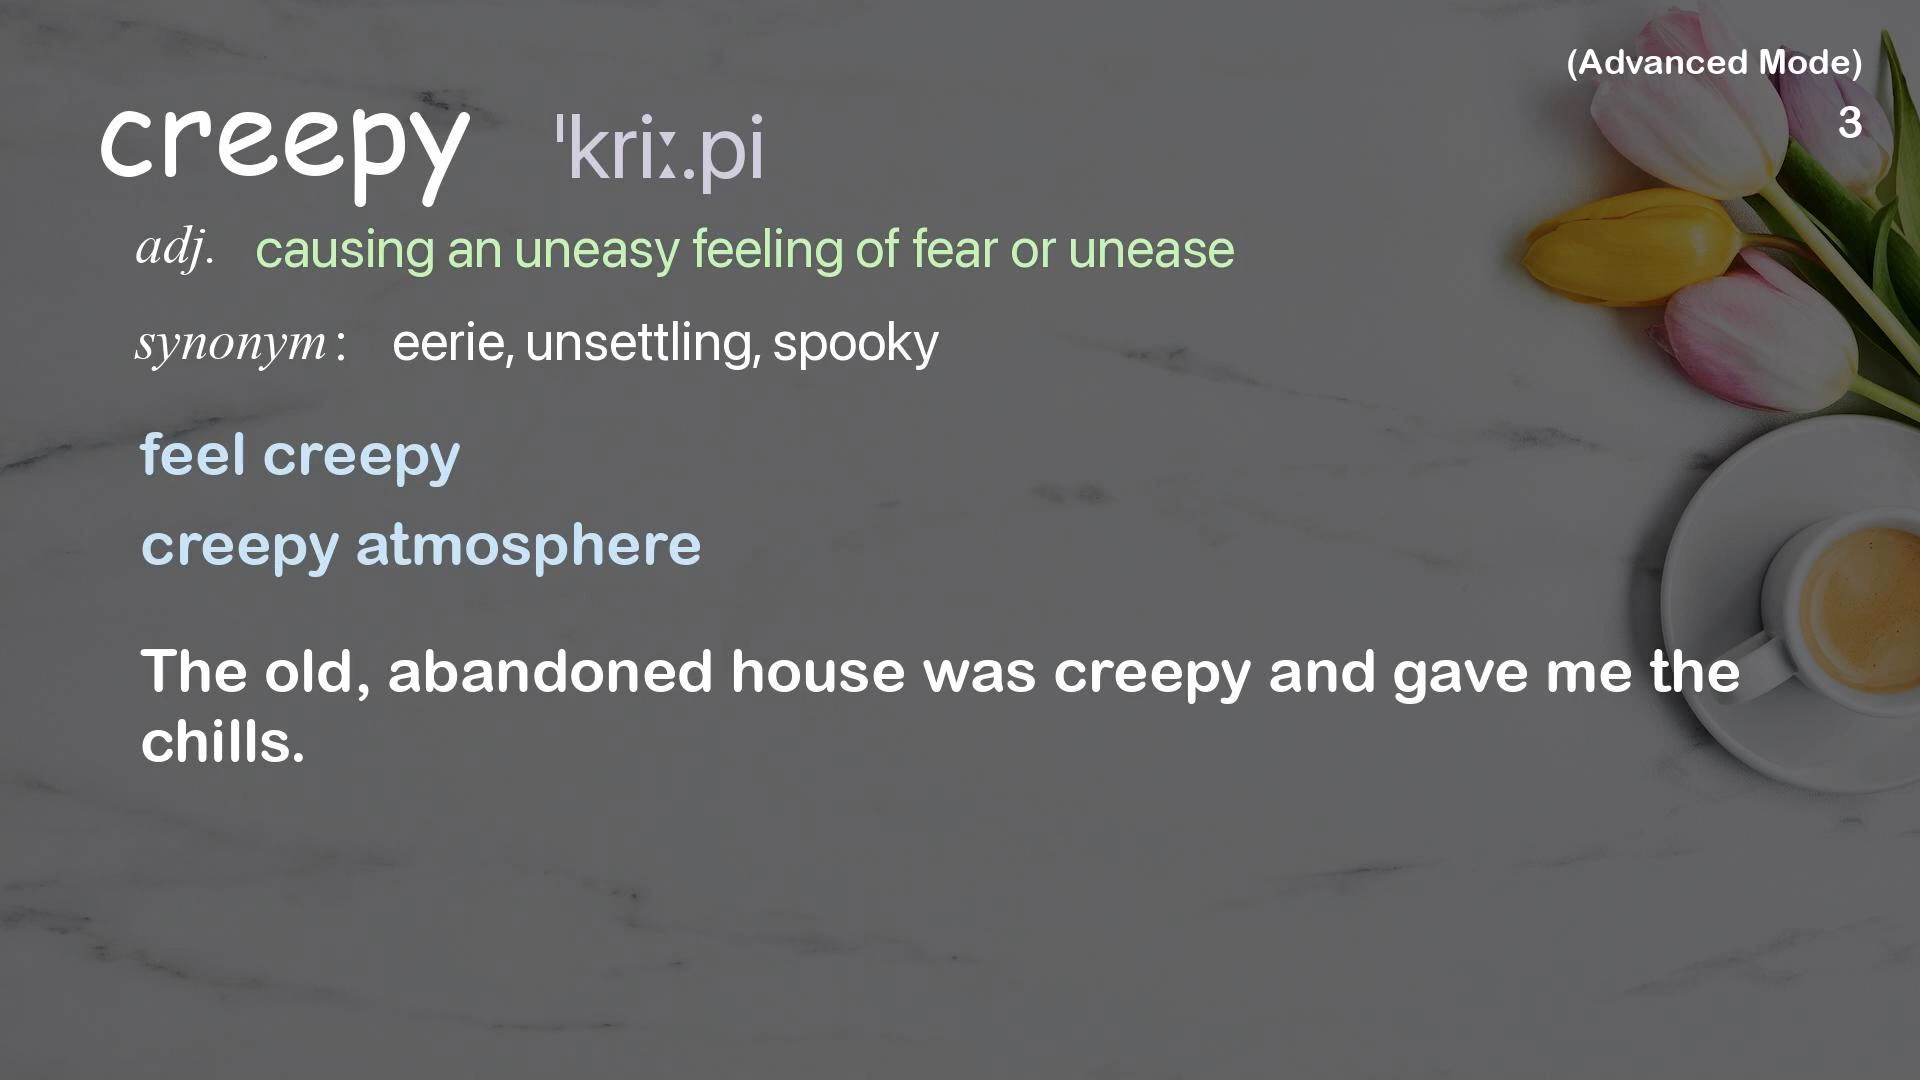 (Advanced Mode)
3
creepy ˈkriː.pi
adj. causing an uneasy feeling of fear or unease
synonym: eerie, unsettling, spooky
feel creepy
creepy atmosphere
The old, abandoned house was creepy and gave me the
chills.